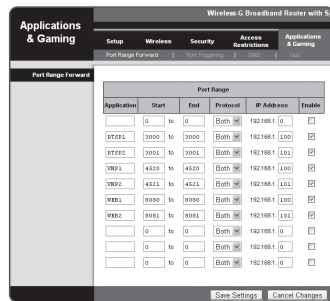 Wireless-G Broadband Router with S
Applications
& Gaming
Setup Wireless Security Access Restrictions Applications & Gaming
Port Range Forward | Port Triggering | DMZ | QoS
Port Range Forward
Port Range
Application Start End Protocol IP Address Enable
0 to 0 Both 192.168.1. 0
RTSP1 3000 to 3000 Both 192.168.1. 100
RTSP2 3001 to 3001 Both 192.168.1. 101
VNP1 4520 to 4520 Both 192.168.1. 100
VNP2 4521 to 4521 Both 192.168.1. 101
WEB1 8080 to 8080 Both 192.168.1. 100
WEB2 8081 to 8081 Both 192.168.1. 101
0 to 0 Both 192.168.1. 0
0 to 0 Both 192.168.1. 0
0 to 0 Both 192.168.1. 0
Save Settings Cancel Changes